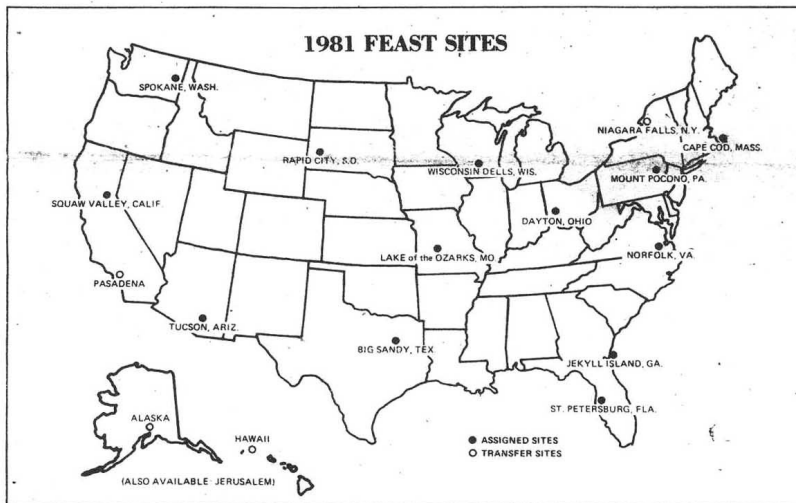 1981 FEAST SITES
SPOKANE, WASH.
NIAGARA FALLS, N.Y.
CAPE COD, MASS.
RAPID CITY, S.D.
WISCONSIN DELLS, WIS.
MOUNT POCONO, PA.
SQUAW VALLEY, CALIF.
DAYTON, OHIO
LAKE of the OZARKS, MO.
NORFOLK, VA.
PASADENA
TUCSON, ARIZ.
BIG SANDY, TEX.
JEKYLL ISLAND, GA.
ST. PETERSBURG, FLA.
ALASKA
HAWAII
ASSIGNED SITES
TRANSFER SITES
(ALSO AVAILABLE: JERUSALEM)